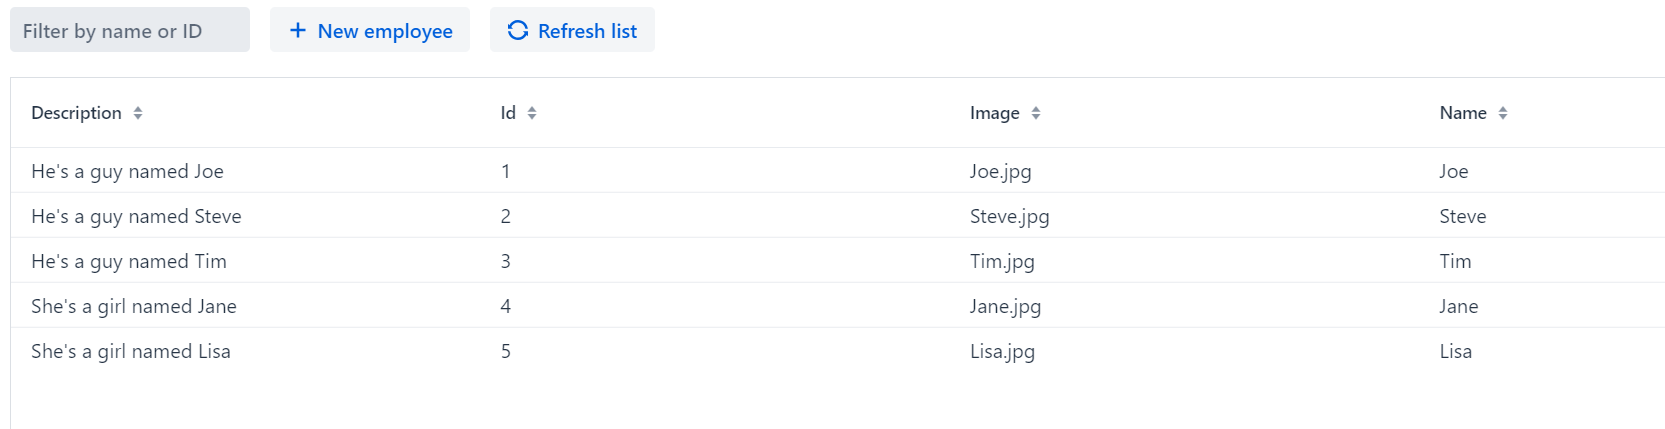 Filter by name or ID New employee Refresh list
Description Id Image Name
He's a guy named Joe 1 Joe.jpg Joe
He's a guy named Steve 2 Steve.jpg Steve
He's a guy named Tim 3 Tim.jpg Tim
She's a girl named Jane 4 Jane.jpg Jane
She's a girl named Lisa 5 Lisa.jpg Lisa